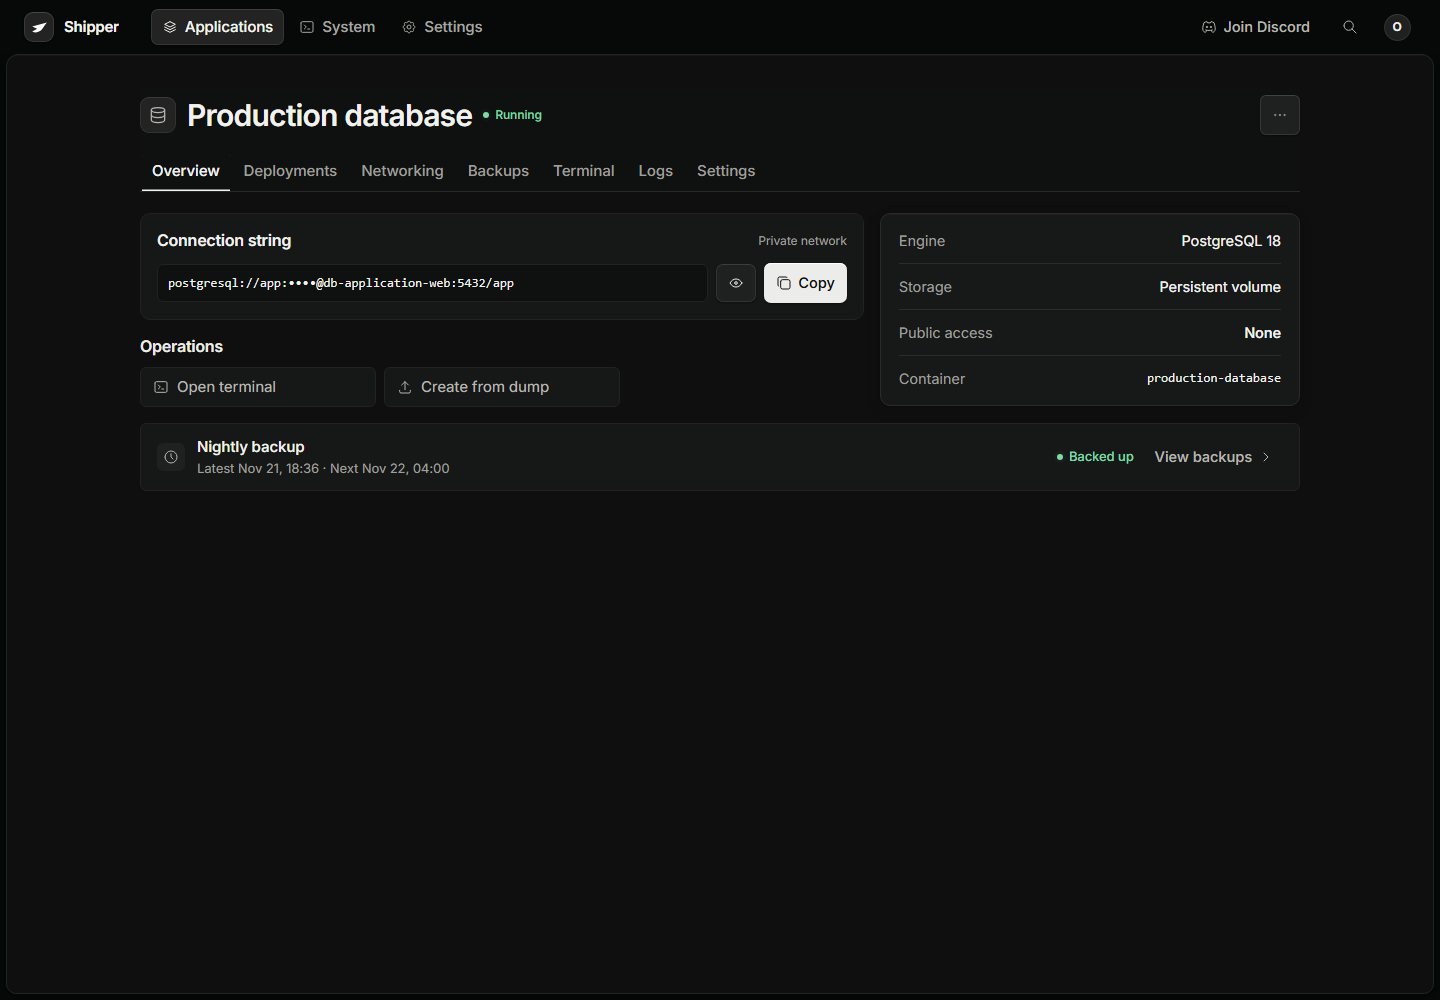 Shipper
Applications
System
Settings
Join Discord
O
Production database
Running
...
Overview
Deployments
Networking
Backups
Terminal
Logs
Settings
Connection string
Private network
postgresql://app:••••@db-application-web:5432/app
Copy
Operations
Open terminal
Create from dump
Engine
PostgreSQL 18
Storage
Persistent volume
Public access
None
Container
production-database
Nightly backup
Latest Nov 21, 18:36 · Next Nov 22, 04:00
Backed up
View backups